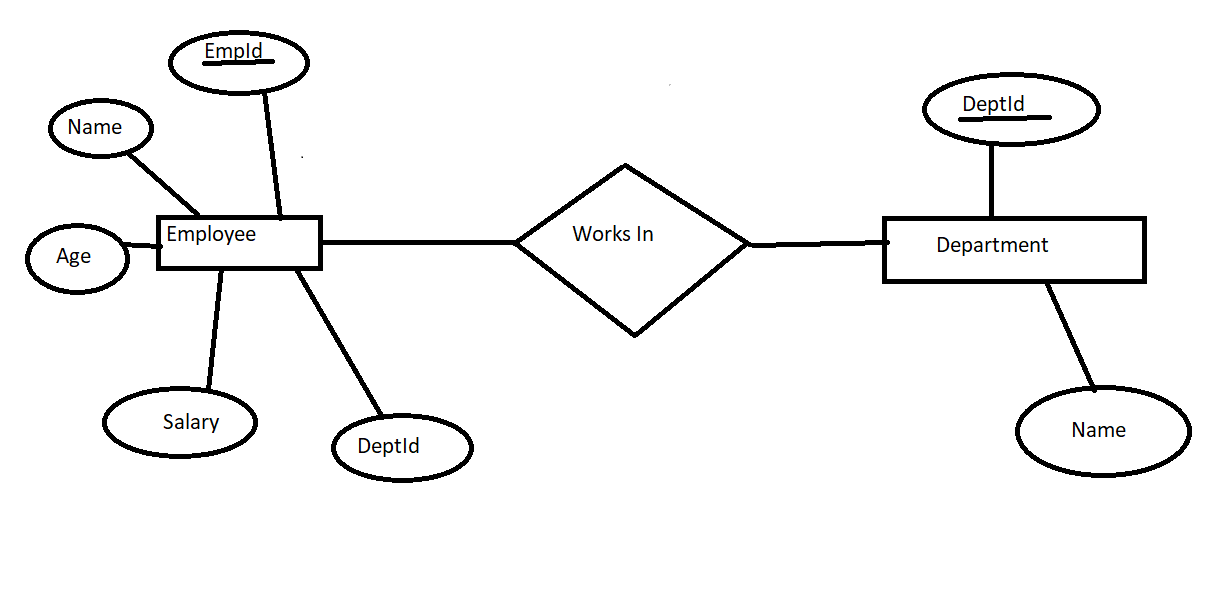 EmpId
Name
Employee
Age
Salary
DeptId
Works In
DeptId
Department
Name